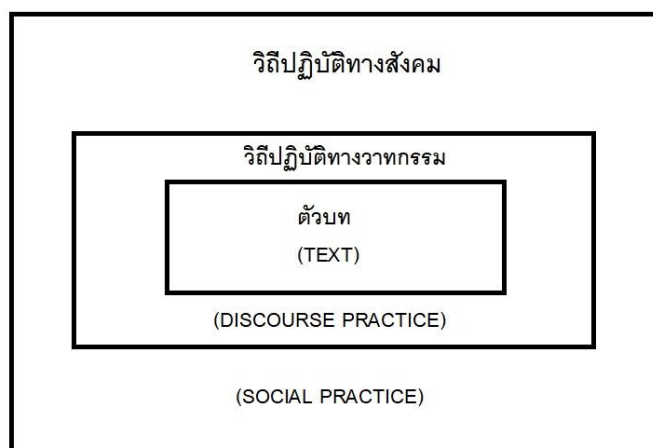 วิถีปฏิบัติทางสังคม
วิถีปฏิบัติทางวาทกรรม
ตัวบท
(TEXT)
(DISCOURSE PRACTICE)
(SOCIAL PRACTICE)